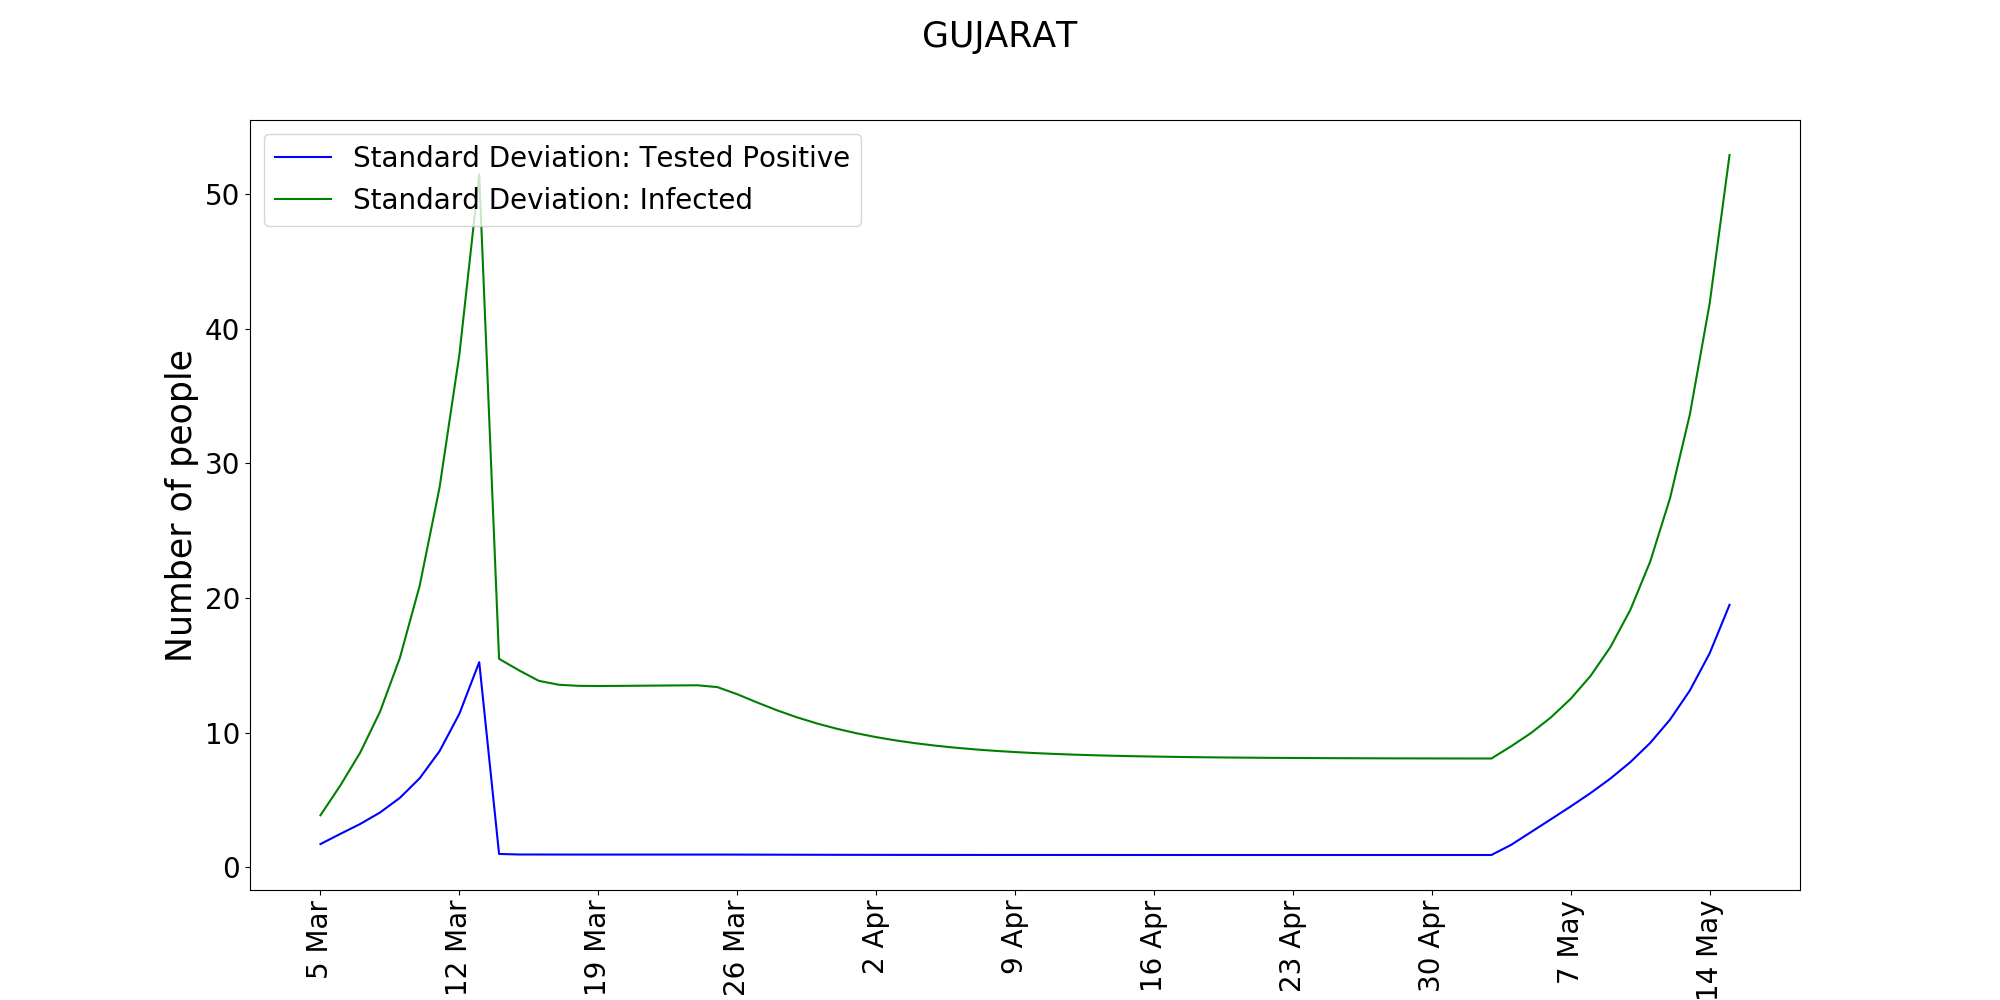 GUJARAT
Standard Deviation: Tested Positive
Standard Deviation: Infected
Number of people
50
40
30
20
10
0
5 Mar
12 Mar
19 Mar
26 Mar
2 Apr
9 Apr
16 Apr
23 Apr
30 Apr
7 May
14 May